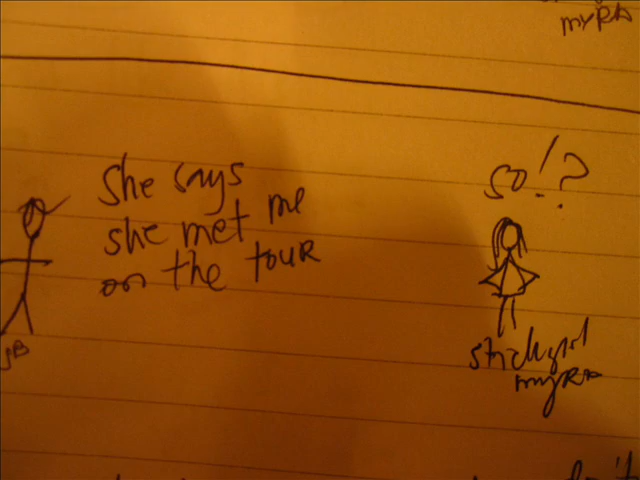 myRA
She says
she met me
on the tour
so!?
stickgirl
myRA